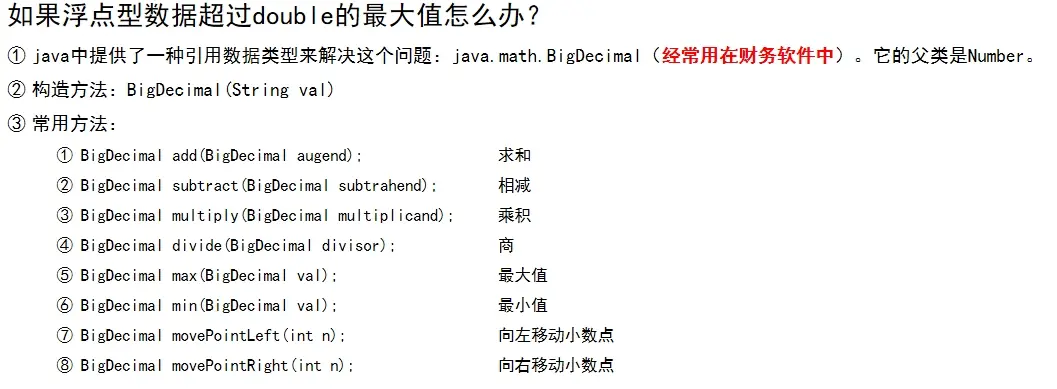 如果浮点型数据超过double的最大值怎么办？
① java中提供了一种引用数据类型来解决这个问题：java.math.BigDecimal（经常用在财务软件中）。它的父类是Number。
② 构造方法：BigDecimal(String val)
③ 常用方法：
① BigDecimal add(BigDecimal augend); 求和
② BigDecimal subtract(BigDecimal subtrahend); 相减
③ BigDecimal multiply(BigDecimal multiplicand); 乘积
④ BigDecimal divide(BigDecimal divisor); 商
⑤ BigDecimal max(BigDecimal val); 最大值
⑥ BigDecimal min(BigDecimal val); 最小值
⑦ BigDecimal movePointLeft(int n); 向左移动小数点
⑧ BigDecimal movePointRight(int n); 向右移动小数点